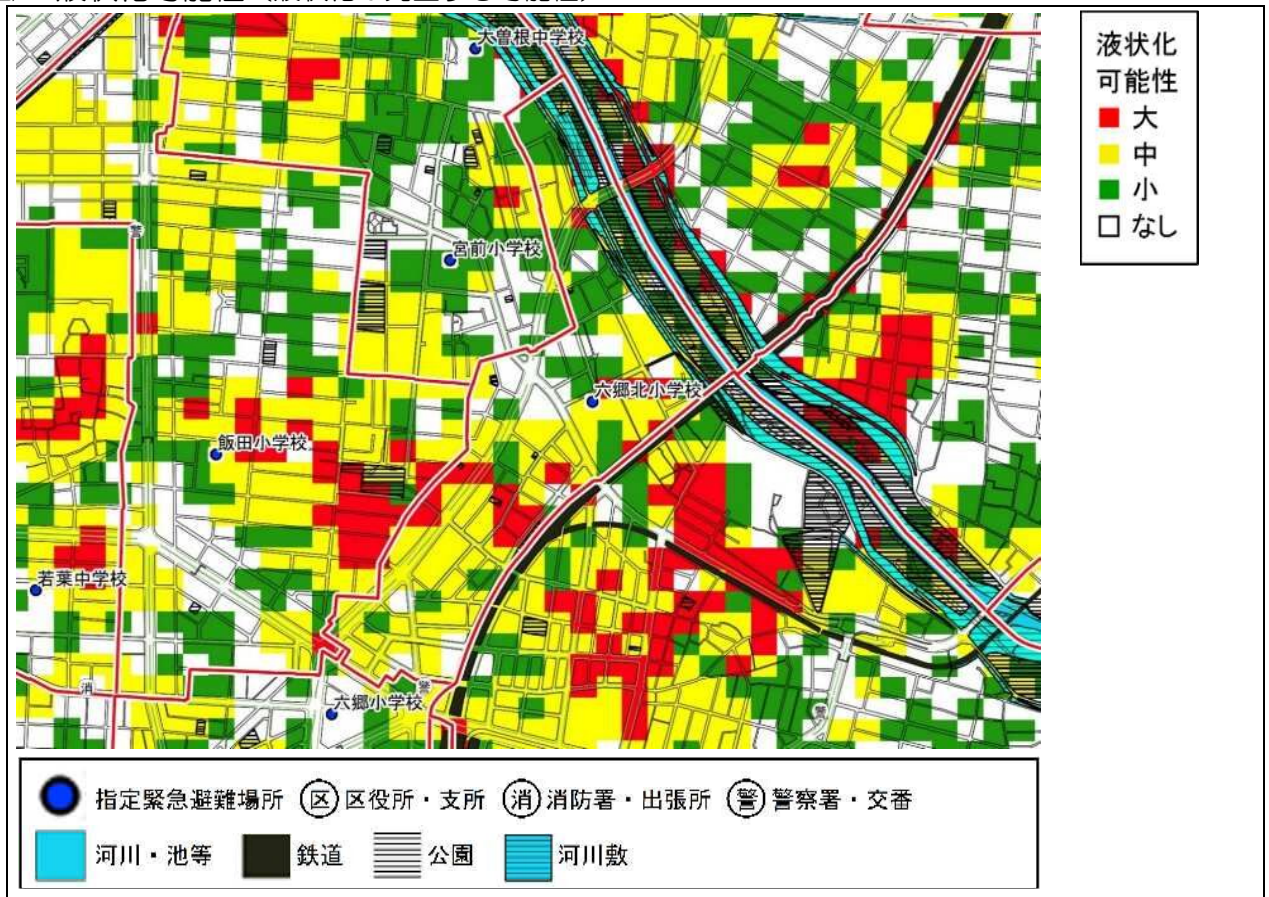 大曽根中学校
警
宮前小学校
六郷北小学校
飯田小学校
若葉中学校
消
六郷小学校
警
警
液状化
可能性
大
中
小
なし
指定緊急避難場所 区 区役所・支所 消 消防署・出張所 警 警察署・交番
河川・池等 鉄道 公園 河川敷